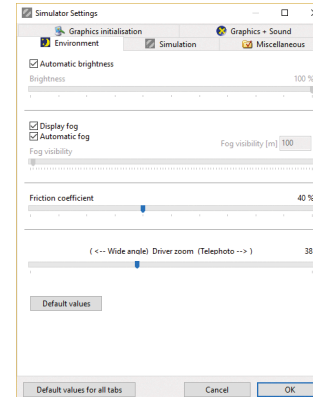 Simulator Settings
Graphics initialisation
Graphics + Sound
Environment
Simulation
Miscellaneous
Automatic brightness
Brightness
100 %
Display fog
Automatic fog
Fog visibility [m] 100
Fog visibility
Friction coefficient
40 %
( <-- Wide angle) Driver zoom (Telephoto --> )
38
Default values
Default values for all tabs
Cancel
OK